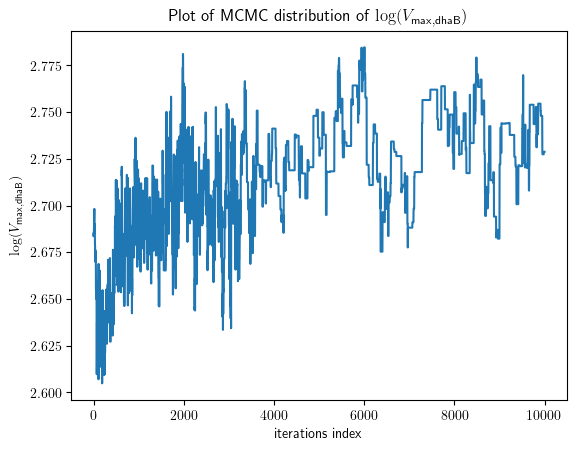 Plot of MCMC distribution of log(V_max,dhaB)
log(V_max,dhaB)
2.775
2.750
2.725
2.700
2.675
2.650
2.625
2.600
0 2000 4000 6000 8000 10000
iterations index